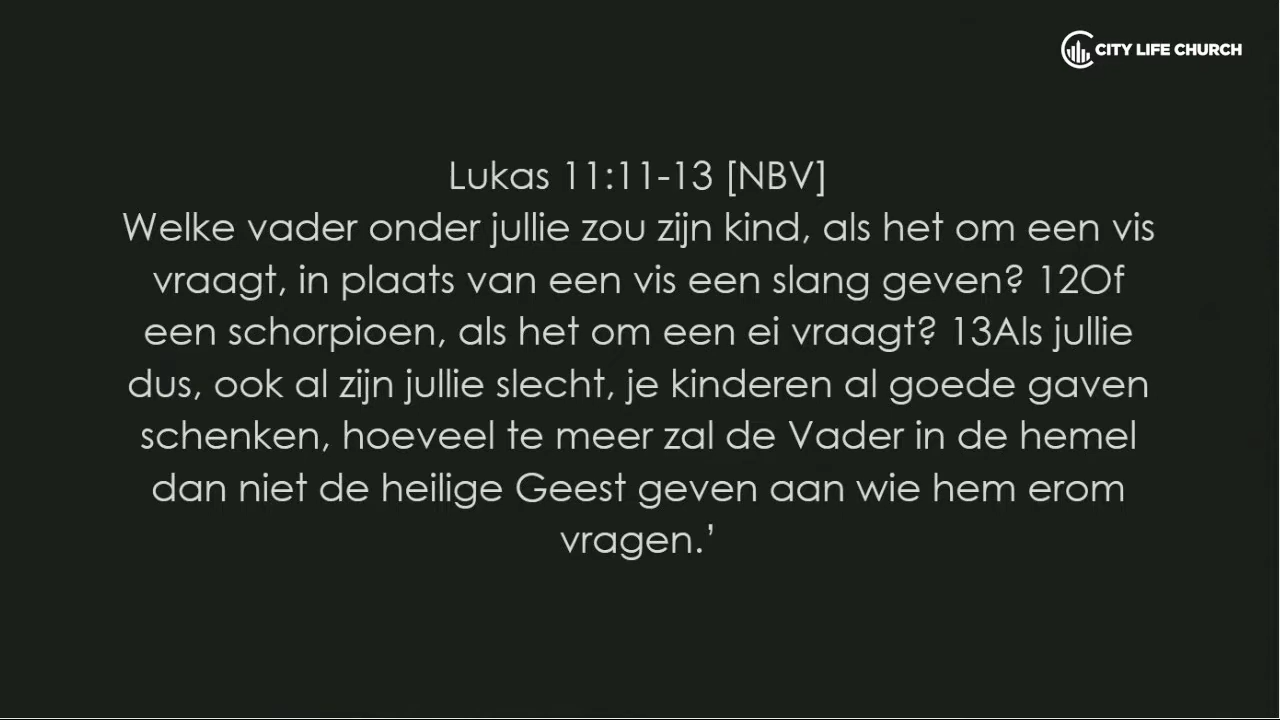 CITY LIFE CHURCH
Lukas 11:11-13 [NBV]
Welke vader onder jullie zou zijn kind, als het om een vis
vraagt, in plaats van een vis een slang geven? 12Of
een schorpioen, als het om een ei vraagt? 13Als jullie
dus, ook al zijn jullie slecht, je kinderen al goede gaven
schenken, hoeveel te meer zal de Vader in de hemel
dan niet de heilige Geest geven aan wie hem erom
vragen.’